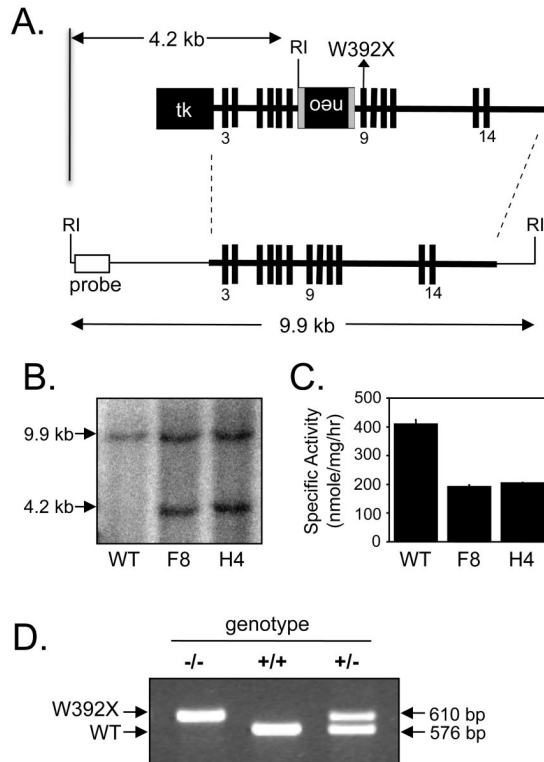 A.
4.2 kb
RI
W392X
tk
neo
3
9
14
RI
RI
probe
3
9
14
9.9 kb
B.
9.9 kb
4.2 kb
WT F8 H4
C.
Specific Activity
(nmole/mg/hr)
500
400
300
200
100
0
WT F8 H4
D.
genotype
-/- +/+ +/-
W392X
WT
610 bp
576 bp